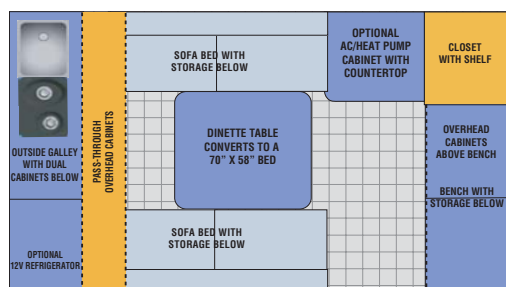 OUTSIDE GALLEY
WITH DUAL
CABINETS BELOW
OPTIONAL
12V REFRIGERATOR
PASS-THROUGH
OVERHEAD CABINETS
SOFA BED WITH
STORAGE BELOW
DINETTE TABLE
CONVERTS TO A
70" X 58" BED
SOFA BED WITH
STORAGE BELOW
OPTIONAL
AC/HEAT PUMP
CABINET WITH
COUNTERTOP
CLOSET
WITH SHELF
OVERHEAD
CABINETS
ABOVE BENCH
BENCH WITH
STORAGE BELOW